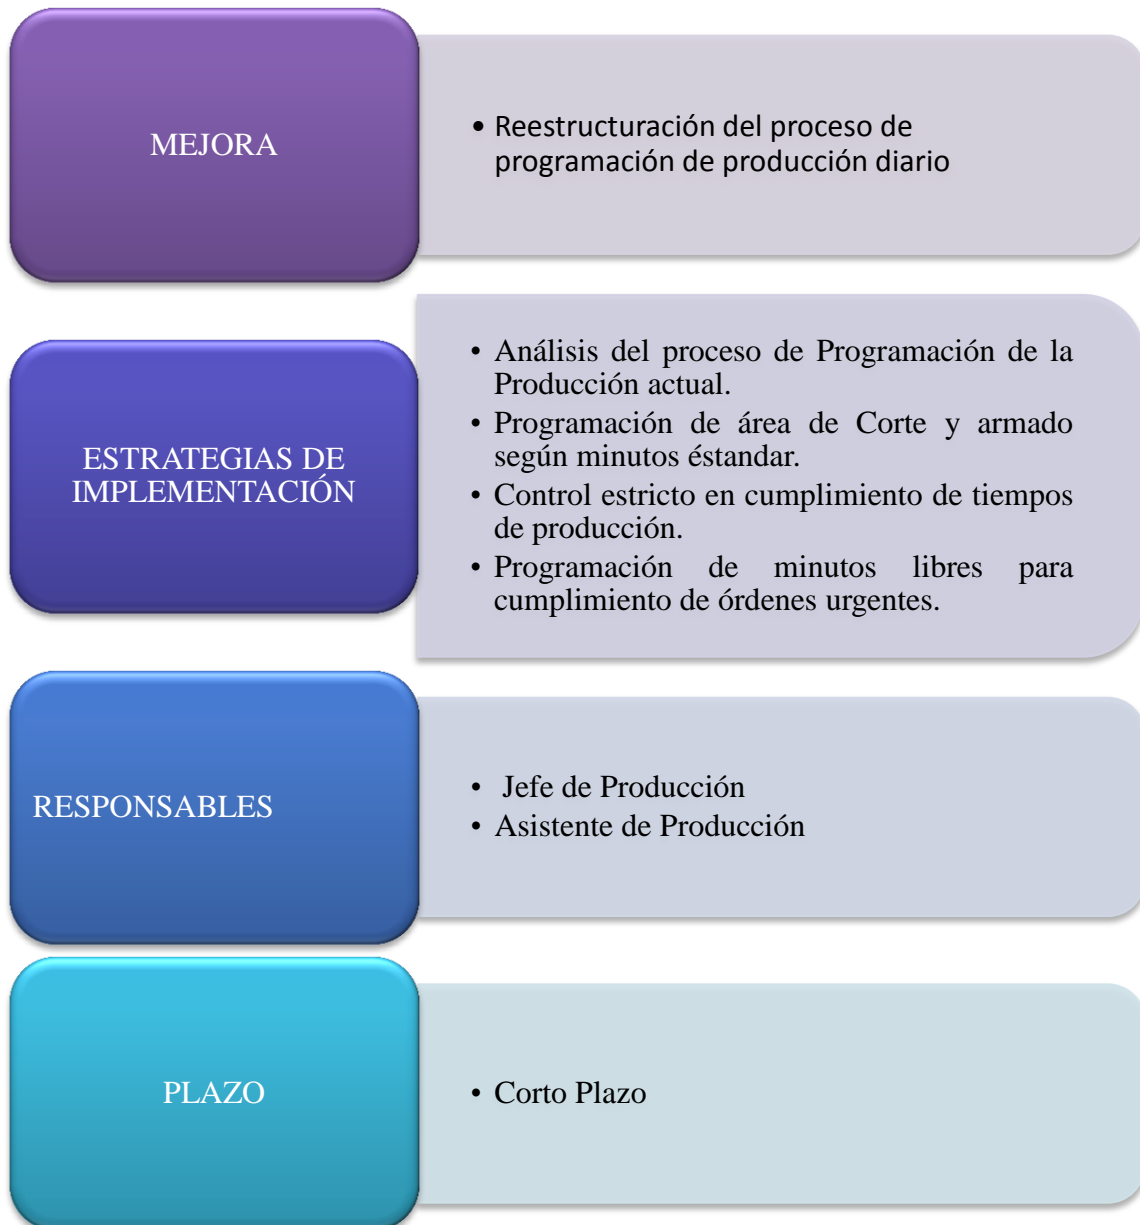 MEJORA
• Reestructuración del proceso de
programación de producción diario
ESTRATEGIAS DE
IMPLEMENTACIÓN
• Análisis del proceso de Programación de la
Producción actual.
• Programación de área de Corte y armado
según minutos éstandar.
• Control estricto en cumplimiento de tiempos
de producción.
• Programación de minutos libres para
cumplimiento de órdenes urgentes.
RESPONSABLES
• Jefe de Producción
• Asistente de Producción
PLAZO
• Corto Plazo